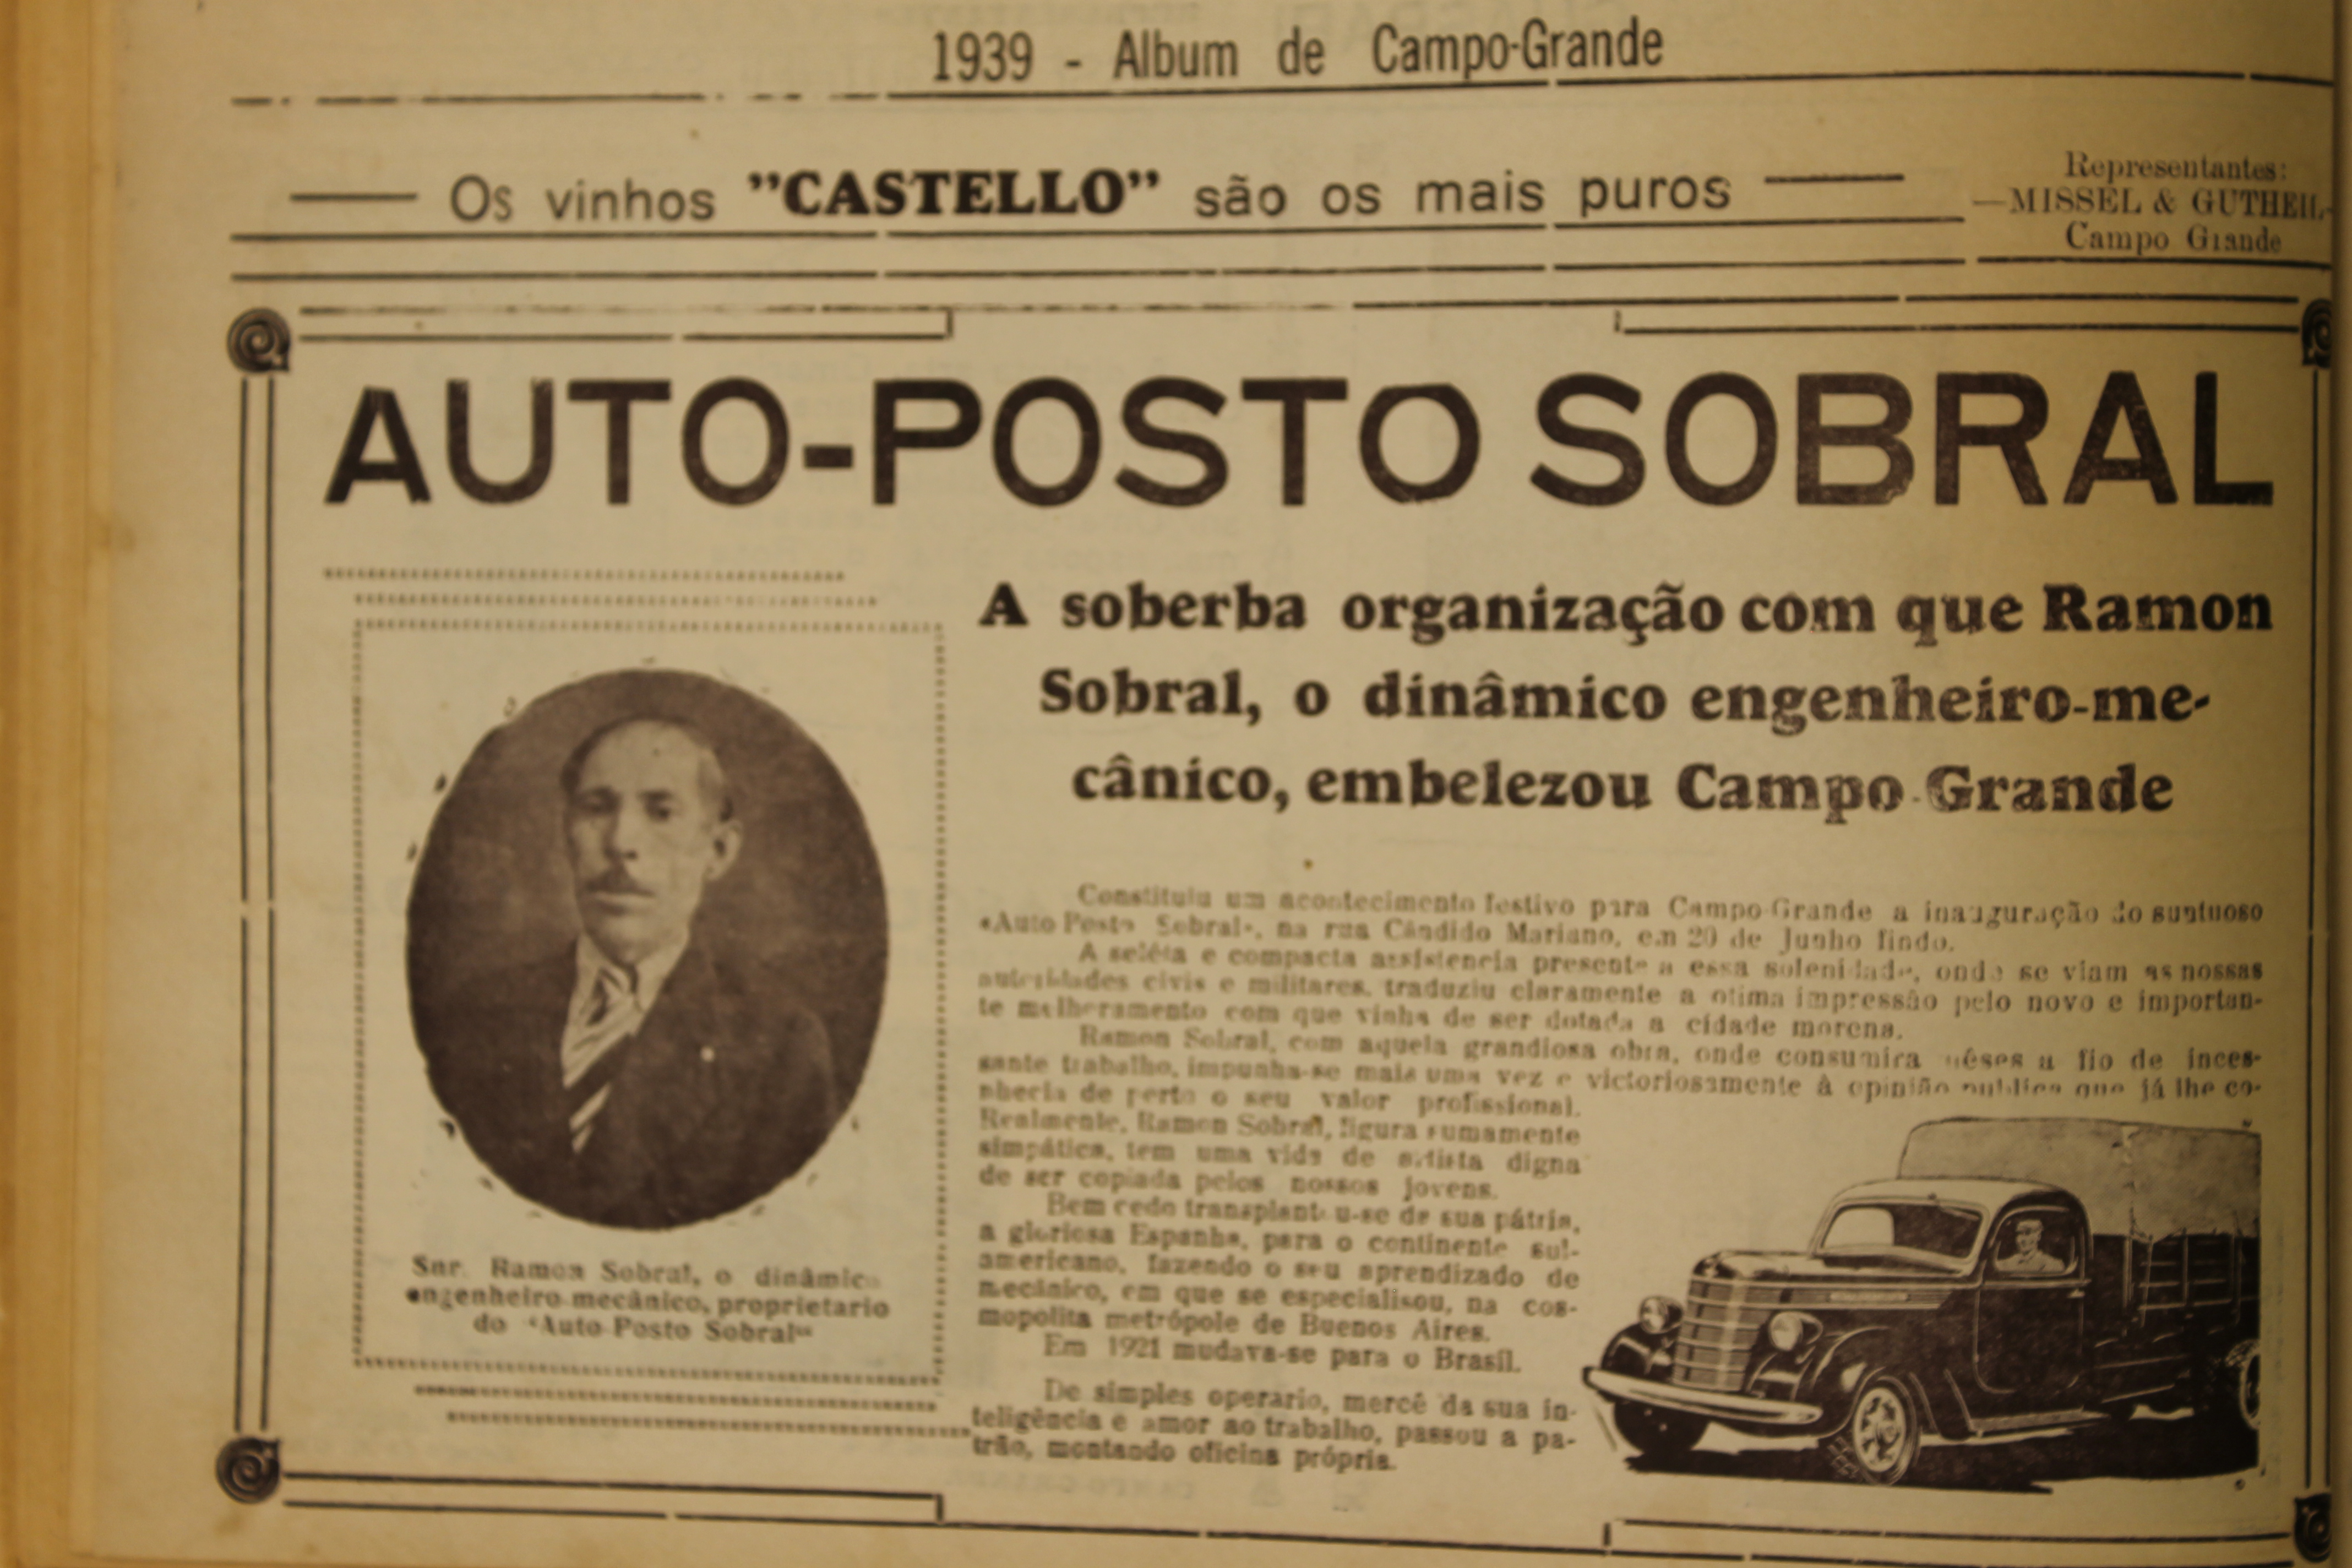 1939 - Album de Campo-Grande
Os vinhos "CASTELLO" são os mais puros
Representantes:
—MISSEL & GUTHEIL-
Campo Grande
AUTO-POSTO SOBRAL
A soberba organização com que Ramon
Sobral, o dinâmico engenheiro-me-
cânico, embelezou Campo-Grande
Snr. Ramon Sobral, o dinâmico
engenheiro-mecânico, proprietario
do "Auto Posto Sobral"
Constituiu um acontecimento festivo para Campo-Grande a inauguração do suntuoso
«Auto Posto Sobral», na rua Cândido Mariano, em 20 de Junho findo.
A seléta e compacta assistencia presente a essa solenidade, onde se viam as nossas
autoridades civis e militares, traduziu claramente a otima impressão pelo novo e importan-
te melhoramento com que vinha de ser dotada a cidade morena.
Ramon Sobral, com aquela grandiosa obra, onde consumira mêses a fio de inces-
sante trabalho, impunha-se mais uma vez e victoriosamente à opinião publica que já lhe co-
nhecia de perto o seu valor profissional.
Realmente, Ramon Sobral, figura sumamente
simpática, tem uma vida de artista digna
de ser copiada pelos nossos jovens.
Bem cedo transplantou-se de sua pátria,
a gloriosa Espanha, para o continente sul-
americano, fazendo o seu aprendizado de
mecânico, em que se especialisou, na cos-
mopolita metrópole de Buenos Aires.
Em 1921 mudava-se para o Brasil.
De simples operario, mercê da sua in-
teligência e amor ao trabalho, passou a pa-
trão, montando oficina própria.